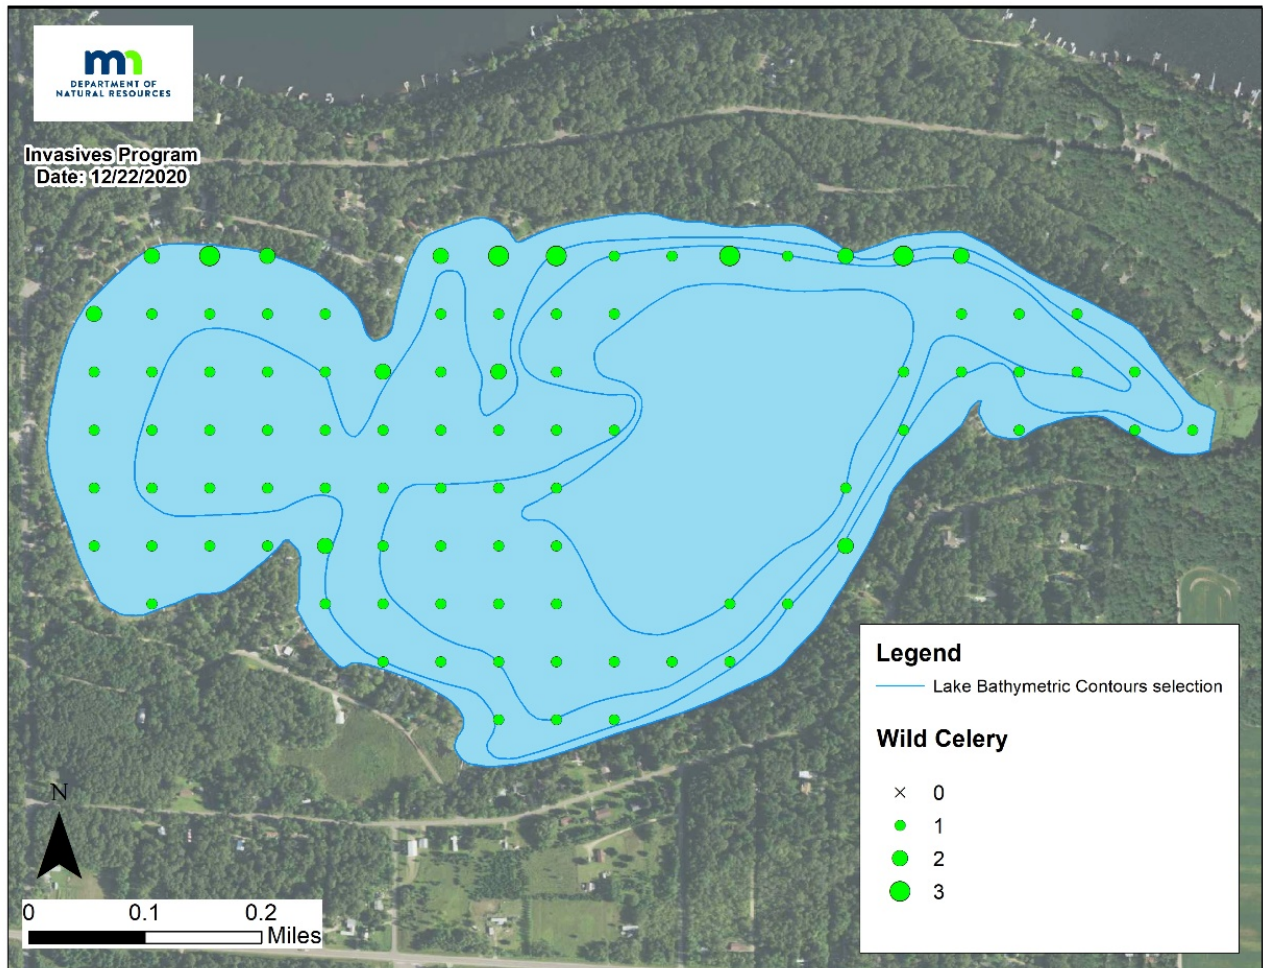 mn
DEPARTMENT OF
NATURAL RESOURCES
Invasives Program
Date: 12/22/2020
Legend
Lake Bathymetric Contours selection
Wild Celery
0
1
2
3
N
0 0.1 0.2
Miles